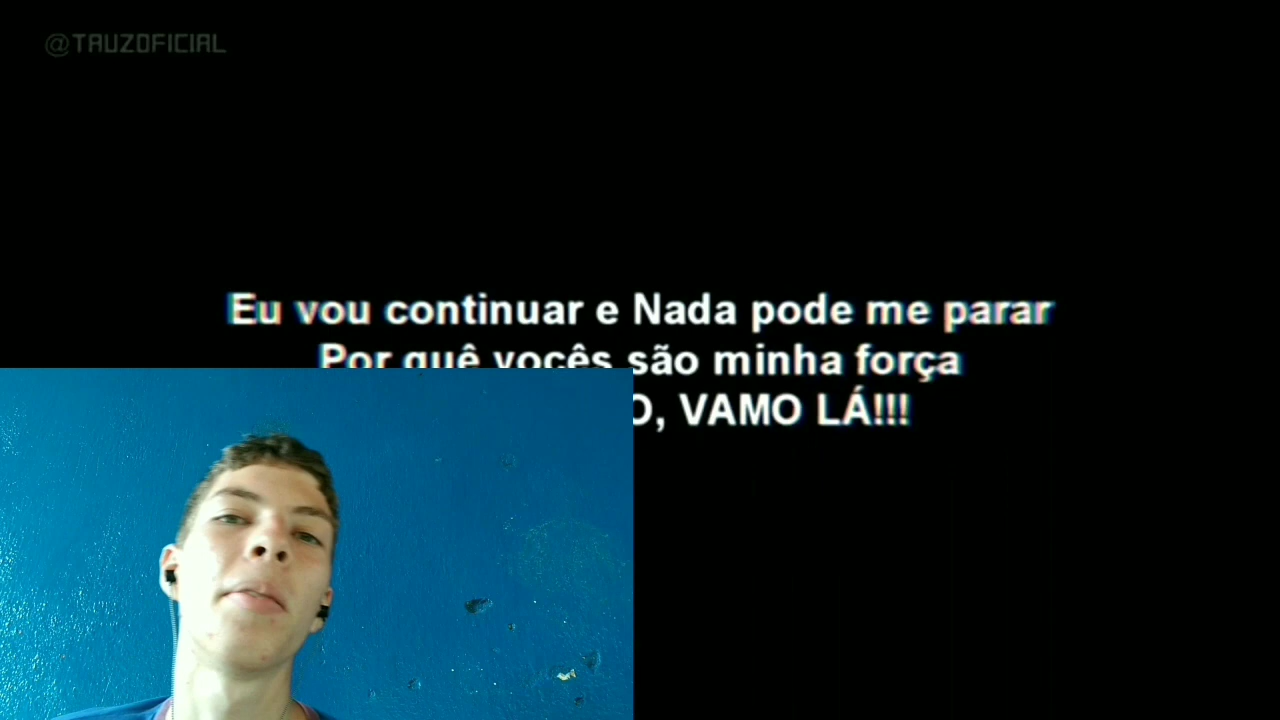 @TAUZOFICIAL
Eu vou continuar e Nada pode me parar
Por quê vocês são minha força
O, VAMO LÁ!!!